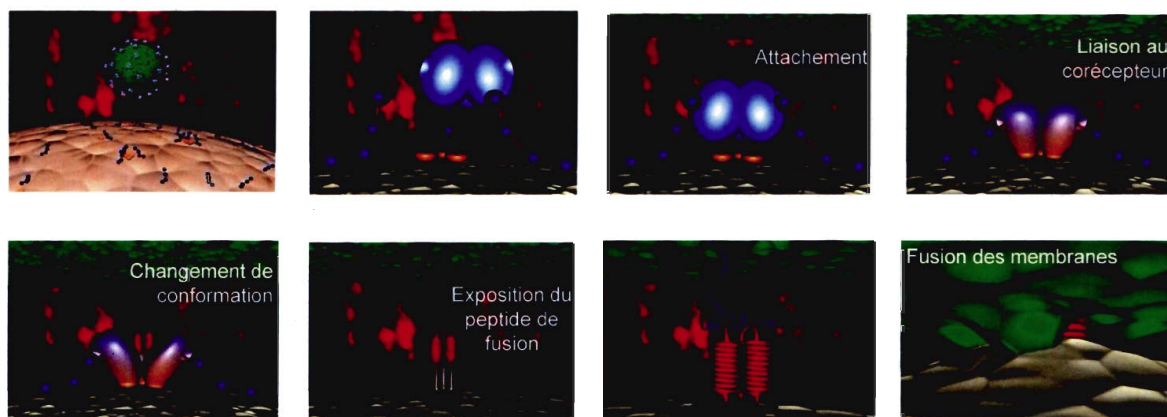 Attachement
Liaison au
corécepteur
Changement de
conformation
Exposition du
peptide de
fusion
Fusion des membranes